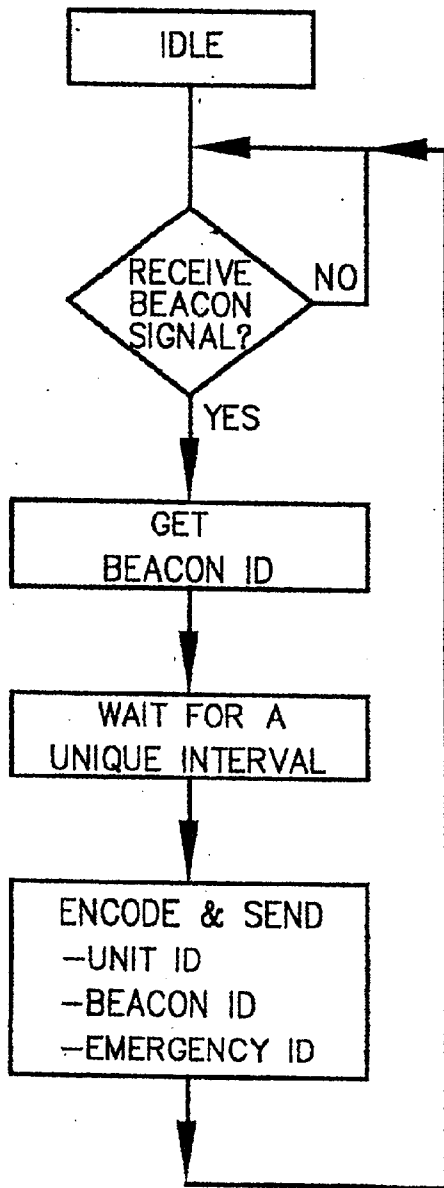 IDLE
RECEIVE
BEACON
SIGNAL?
NO
YES
GET
BEACON ID
WAIT FOR A
UNIQUE INTERVAL
ENCODE & SEND
-UNIT ID
-BEACON ID
-EMERGENCY ID